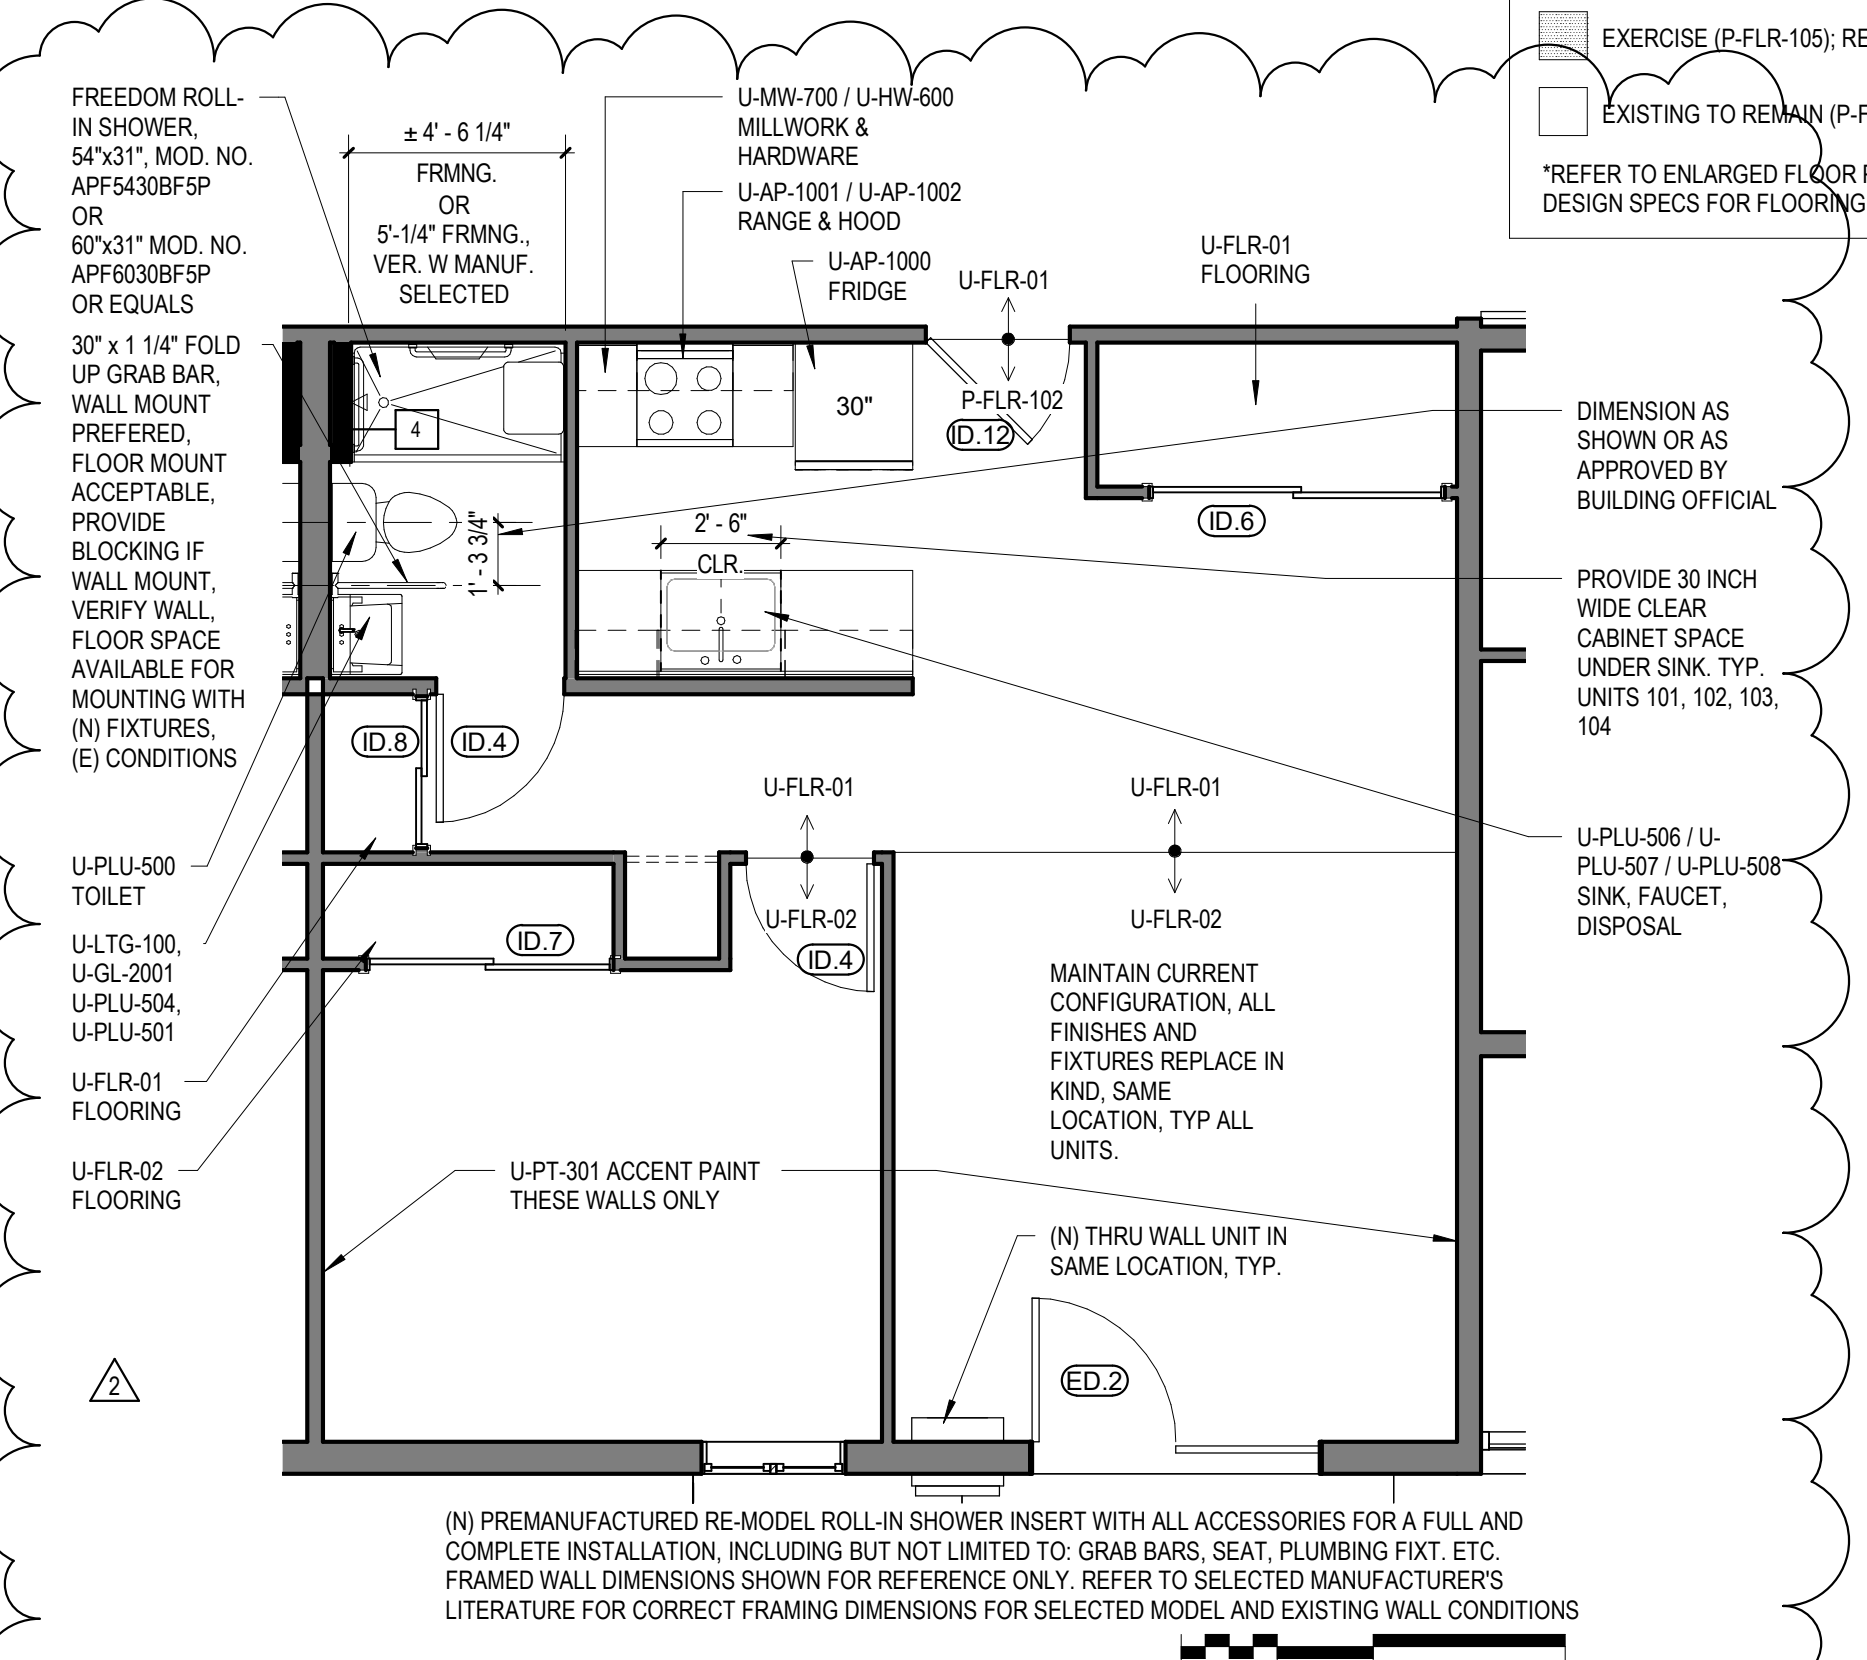 EXERCISE (P-FLR-105); RE
EXISTING TO REMAIN (P-F
*REFER TO ENLARGED FLOOR P
DESIGN SPECS FOR FLOORING
FREEDOM ROLL-
IN SHOWER,
54"x31", MOD. NO.
APF5430BF5P
OR
60"x31" MOD. NO.
APF6030BF5P
OR EQUALS
30" x 1 1/4" FOLD
UP GRAB BAR,
WALL MOUNT
PREFERED,
FLOOR MOUNT
ACCEPTABLE,
PROVIDE
BLOCKING IF
WALL MOUNT,
VERIFY WALL,
FLOOR SPACE
AVAILABLE FOR
MOUNTING WITH
(N) FIXTURES,
(E) CONDITIONS
U-PLU-500
TOILET
U-LTG-100,
U-GL-2001
U-PLU-504,
U-PLU-501
U-FLR-01
FLOORING
U-FLR-02
FLOORING
2
± 4' - 6 1/4"
FRMNG.
OR
5'-1/4" FRMNG.,
VER. W MANUF.
SELECTED
U-MW-700 / U-HW-600
MILLWORK &
HARDWARE
U-AP-1001 / U-AP-1002
RANGE & HOOD
U-AP-1000
FRIDGE
U-FLR-01
U-FLR-01
FLOORING
4
30"
P-FLR-102
ID.12
ID.6
1' - 3 3/4"
2' - 6"
CLR.
ID.8
ID.4
U-FLR-01
U-FLR-02
ID.7
ID.4
U-FLR-01
U-FLR-02
MAINTAIN CURRENT
CONFIGURATION, ALL
FINISHES AND
FIXTURES REPLACE IN
KIND, SAME
LOCATION, TYP ALL
UNITS.
U-PT-301 ACCENT PAINT
THESE WALLS ONLY
(N) THRU WALL UNIT IN
SAME LOCATION, TYP.
ED.2
DIMENSION AS
SHOWN OR AS
APPROVED BY
BUILDING OFFICIAL
PROVIDE 30 INCH
WIDE CLEAR
CABINET SPACE
UNDER SINK. TYP.
UNITS 101, 102, 103,
104
U-PLU-506 / U-
PLU-507 / U-PLU-508
SINK, FAUCET,
DISPOSAL
(N) PREMANUFACTURED RE-MODEL ROLL-IN SHOWER INSERT WITH ALL ACCESSORIES FOR A FULL AND
COMPLETE INSTALLATION, INCLUDING BUT NOT LIMITED TO: GRAB BARS, SEAT, PLUMBING FIXT. ETC.
FRAMED WALL DIMENSIONS SHOWN FOR REFERENCE ONLY. REFER TO SELECTED MANUFACTURER'S
LITERATURE FOR CORRECT FRAMING DIMENSIONS FOR SELECTED MODEL AND EXISTING WALL CONDITIONS